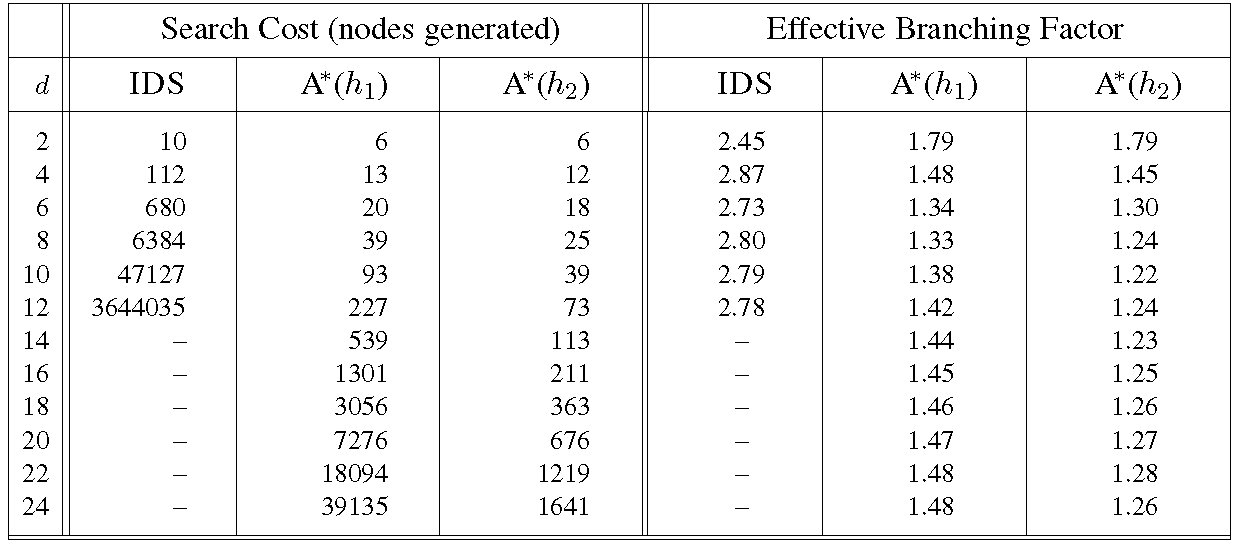 Search Cost (nodes generated) Effective Branching Factor
d IDS A*(h₁) A*(h₂) IDS A*(h₁) A*(h₂)
2 10 6 6 2.45 1.79 1.79
4 112 13 12 2.87 1.48 1.45
6 680 20 18 2.73 1.34 1.30
8 6384 39 25 2.80 1.33 1.24
10 47127 93 39 2.79 1.38 1.22
12 3644035 227 73 2.78 1.42 1.24
14 – 539 113 – 1.44 1.23
16 – 1301 211 – 1.45 1.25
18 – 3056 363 – 1.46 1.26
20 – 7276 676 – 1.47 1.27
22 – 18094 1219 – 1.48 1.28
24 – 39135 1641 – 1.48 1.26